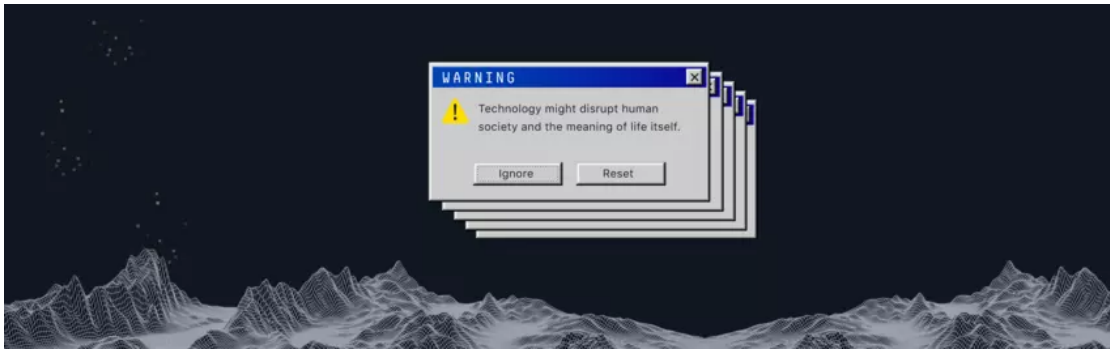 WARNING
Technology might disrupt human
society and the meaning of life itself.
Ignore
Reset